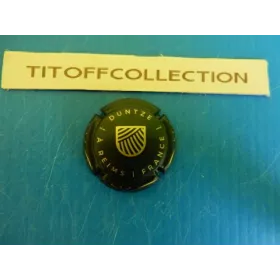 TITOFFCOLLECTION
DUNTZE | A REIMS | FRANCE |